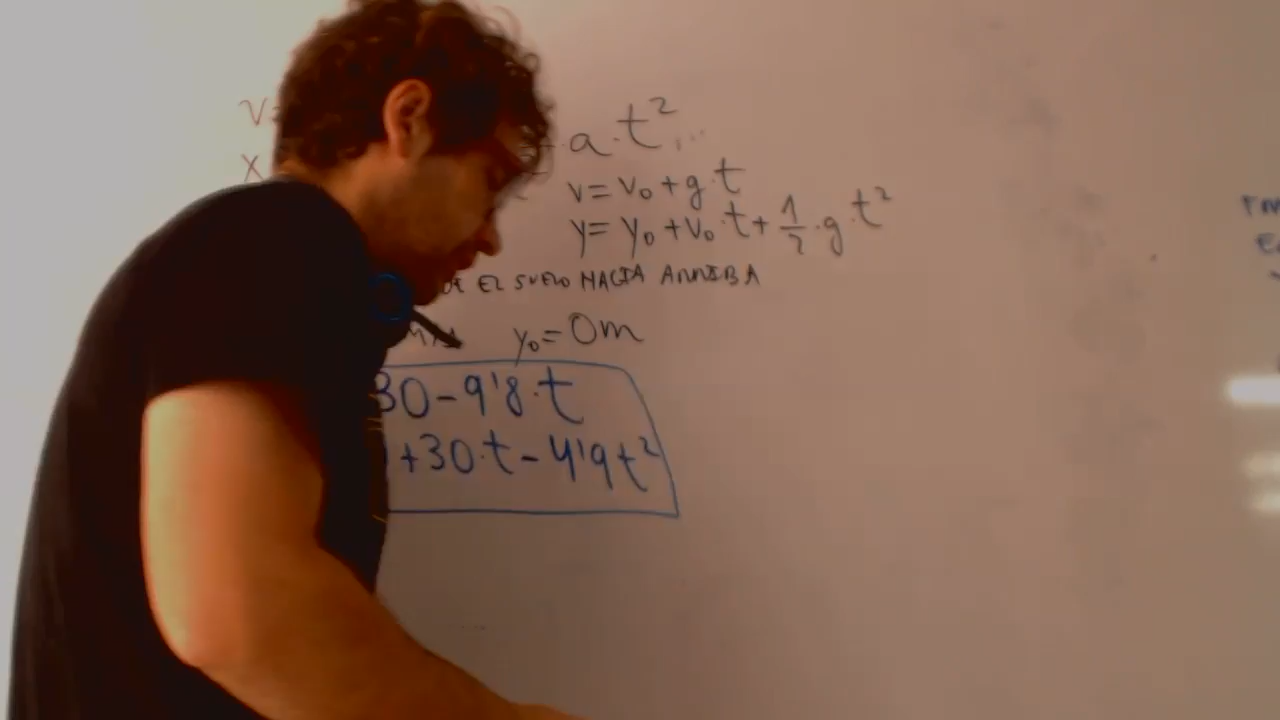 v=
x
a·t²...
v=v₀+g·t
y=y₀+v₀·t+1/2·g·t²
EL SUELO HACIA ARRIBA
y₀=0m
30-9'8·t
+30·t-4'9t²